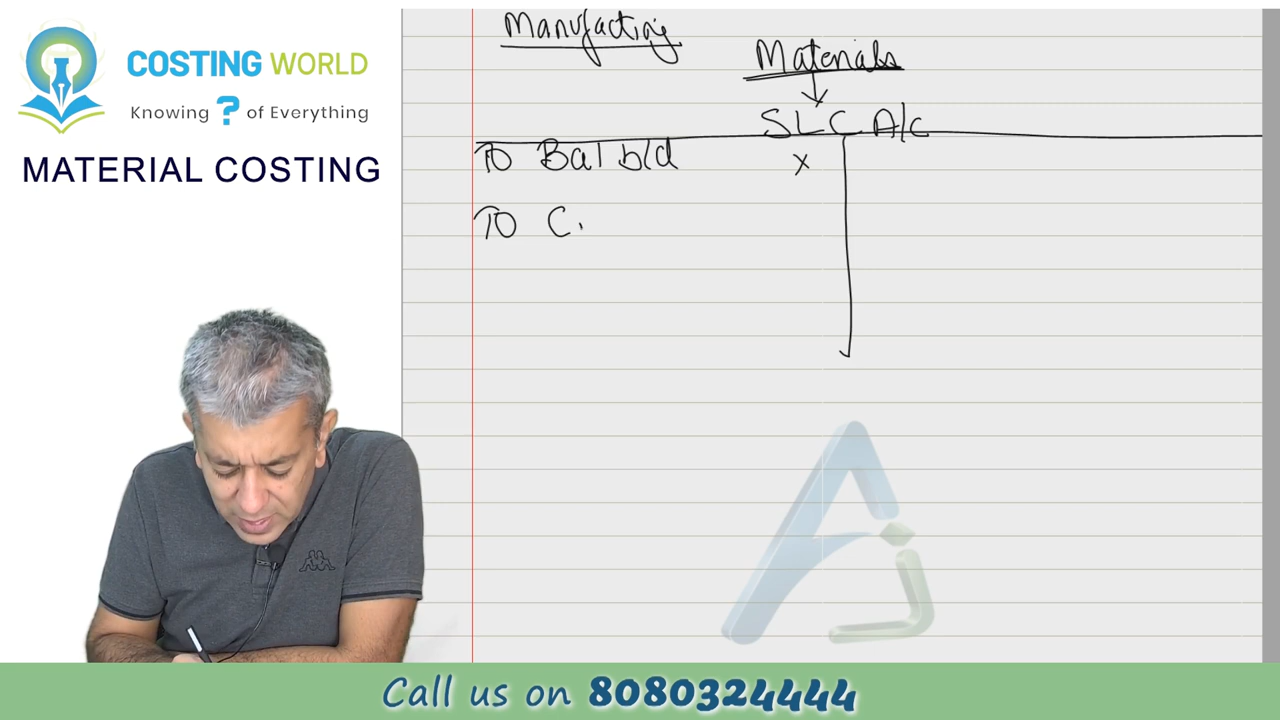 COSTING WORLD
Knowing ? of Everything
MATERIAL COSTING
Manufacturing
Materials
SLC A/c
To Bal b/d x
To C.
Call us on 8080324444